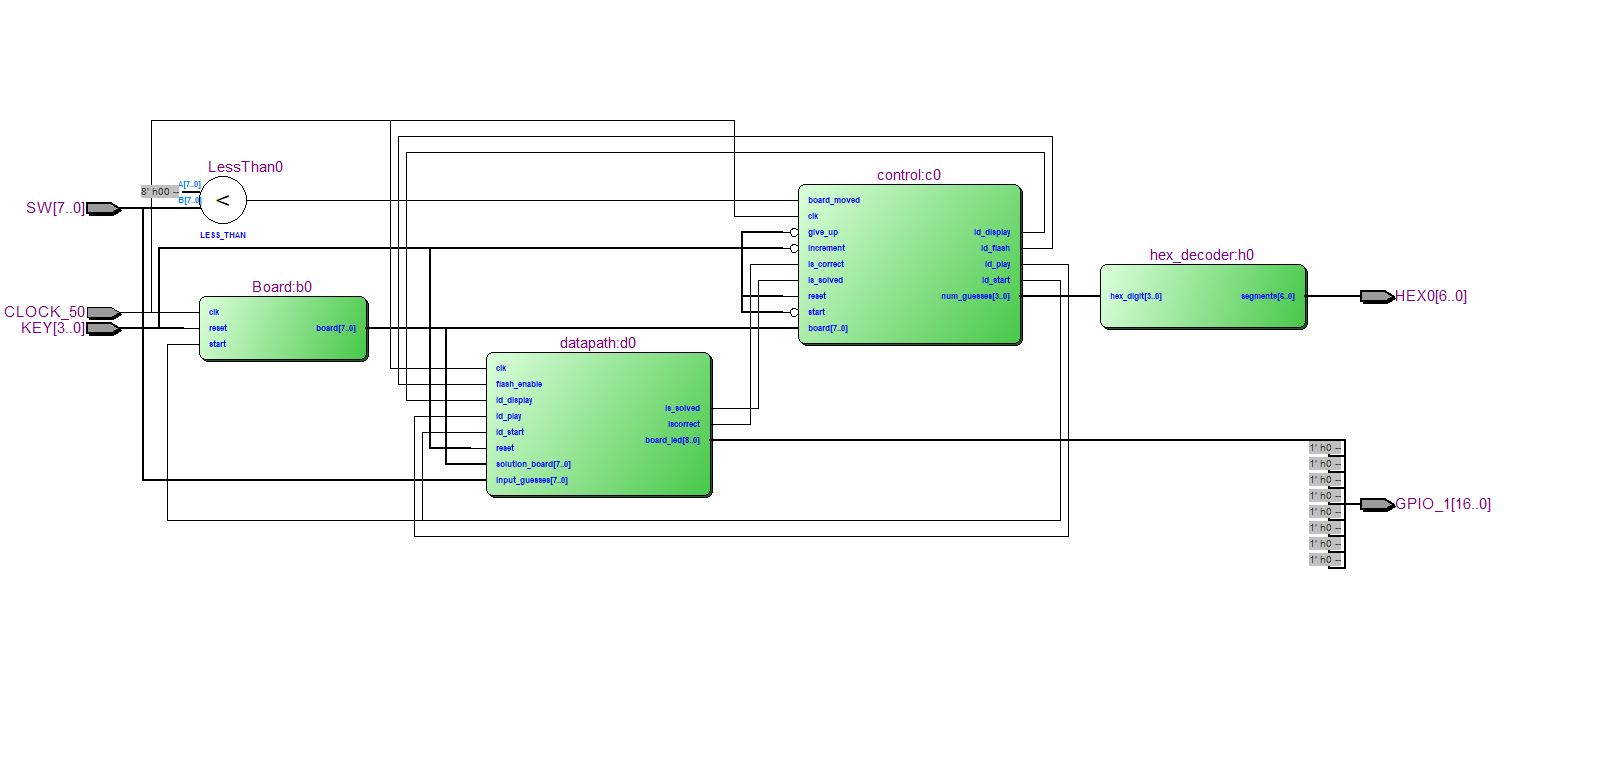 LessThan0
8' h00 --
A[7..0]
B[7..0]
<
LESS_THAN
SW[7..0]
CLOCK_50
KEY[3..0]
Board:b0
clk
reset
start
board[7..0]
datapath:d0
clk
flash_enable
ld_display
ld_play
ld_start
reset
solution_board[7..0]
input_guesses[7..0]
is_solved
iscorrect
board_led[8..0]
control:c0
board_moved
clk
give_up
increment
is_correct
is_solved
reset
start
board[7..0]
ld_display
ld_flash
ld_play
ld_start
num_guesses[3..0]
hex_decoder:h0
hex_digit[3..0]
segments[6..0]
HEX0[6..0]
1' h0 --
1' h0 --
1' h0 --
1' h0 --
1' h0 --
1' h0 --
1' h0 --
1' h0 --
GPIO_1[16..0]